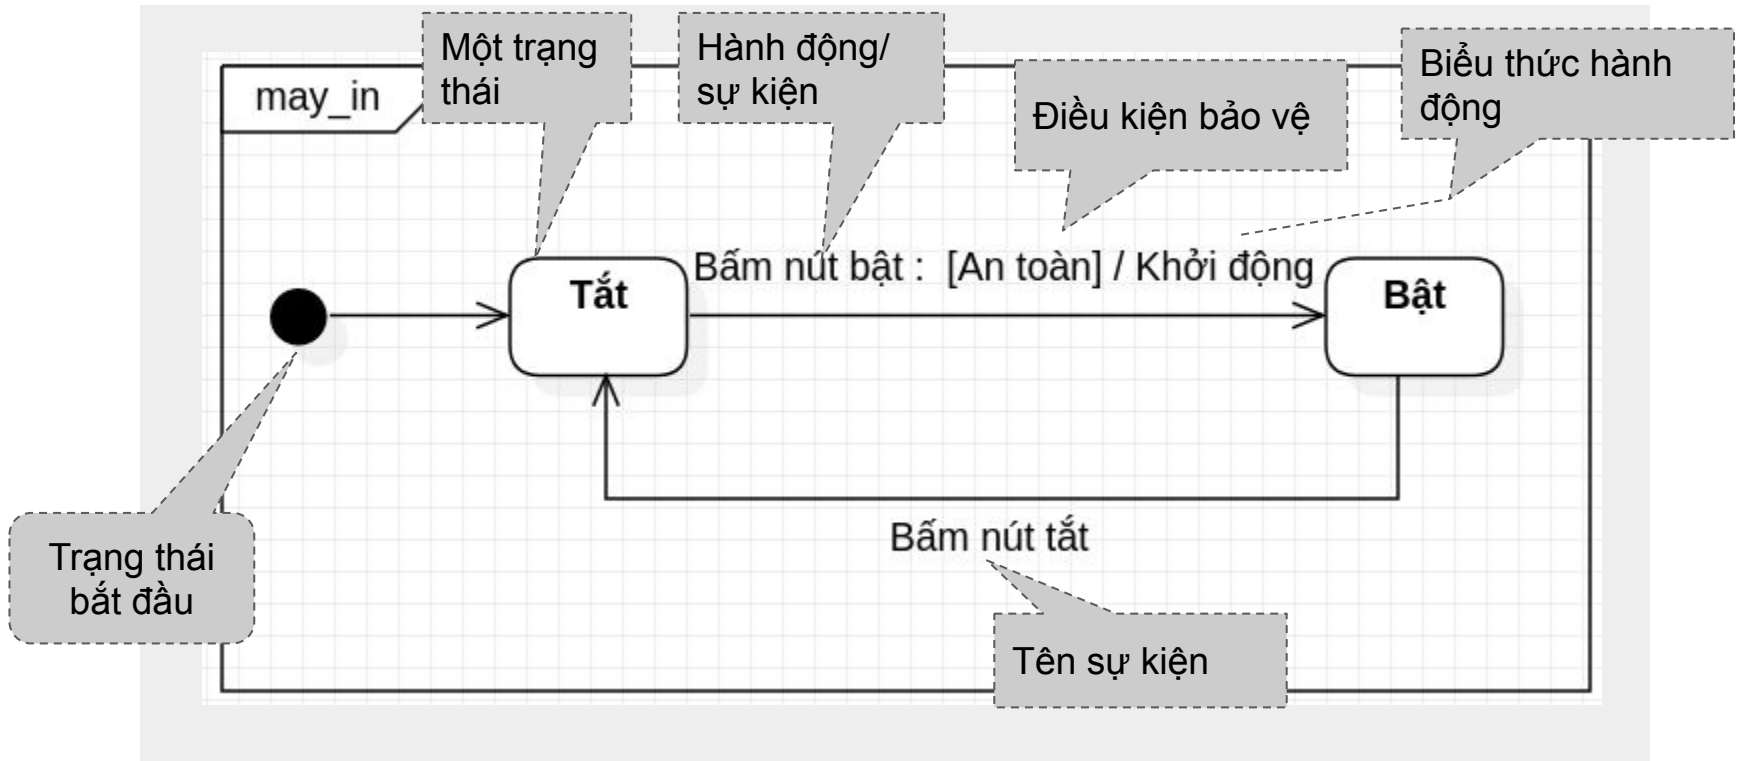 Một trạng
thái
Hành động/
sự kiện
Điều kiện bảo vệ
Biểu thức hành
động
may_in
Bấm nút bật :  [An toàn] / Khởi động
Tắt
Bật
Bấm nút tắt
Trạng thái
bắt đầu
Tên sự kiện